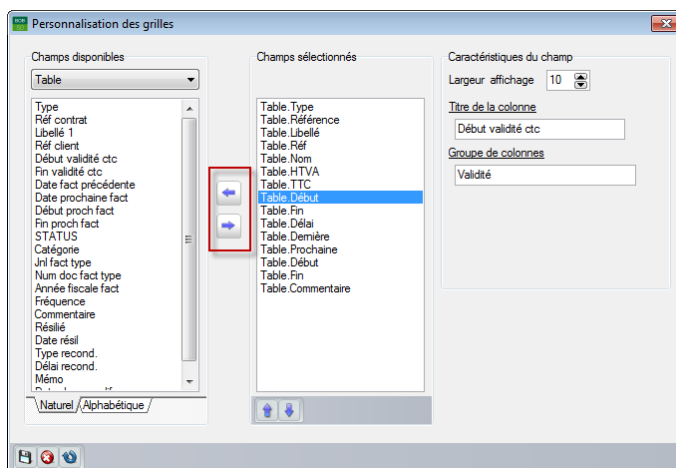 BOB
Personnalisation des grilles
Champs disponibles
Table
Type
Réf contrat
Libellé 1
Réf client
Début validité ctc
Fin validité ctc
Date fact précédente
Date prochaine fact
Début proch fact
Fin proch fact
STATUS
Catégorie
Jnl fact type
Num doc fact type
Année fiscale fact
Fréquence
Commentaire
Résilié
Date résil
Type recond.
Délai recond.
Mémo
Naturel
Alphabétique
Champs sélectionnés
Table.Type
Table.Référence
Table.Libellé
Table.Réf
Table.Nom
Table.HTVA
Table.TTC
Table.Début
Table.Fin
Table.Délai
Table.Dernière
Table.Prochaine
Table.Début
Table.Fin
Table.Commentaire
Caractéristiques du champ
Largeur affichage 10
Titre de la colonne
Début validité ctc
Groupe de colonnes
Validité